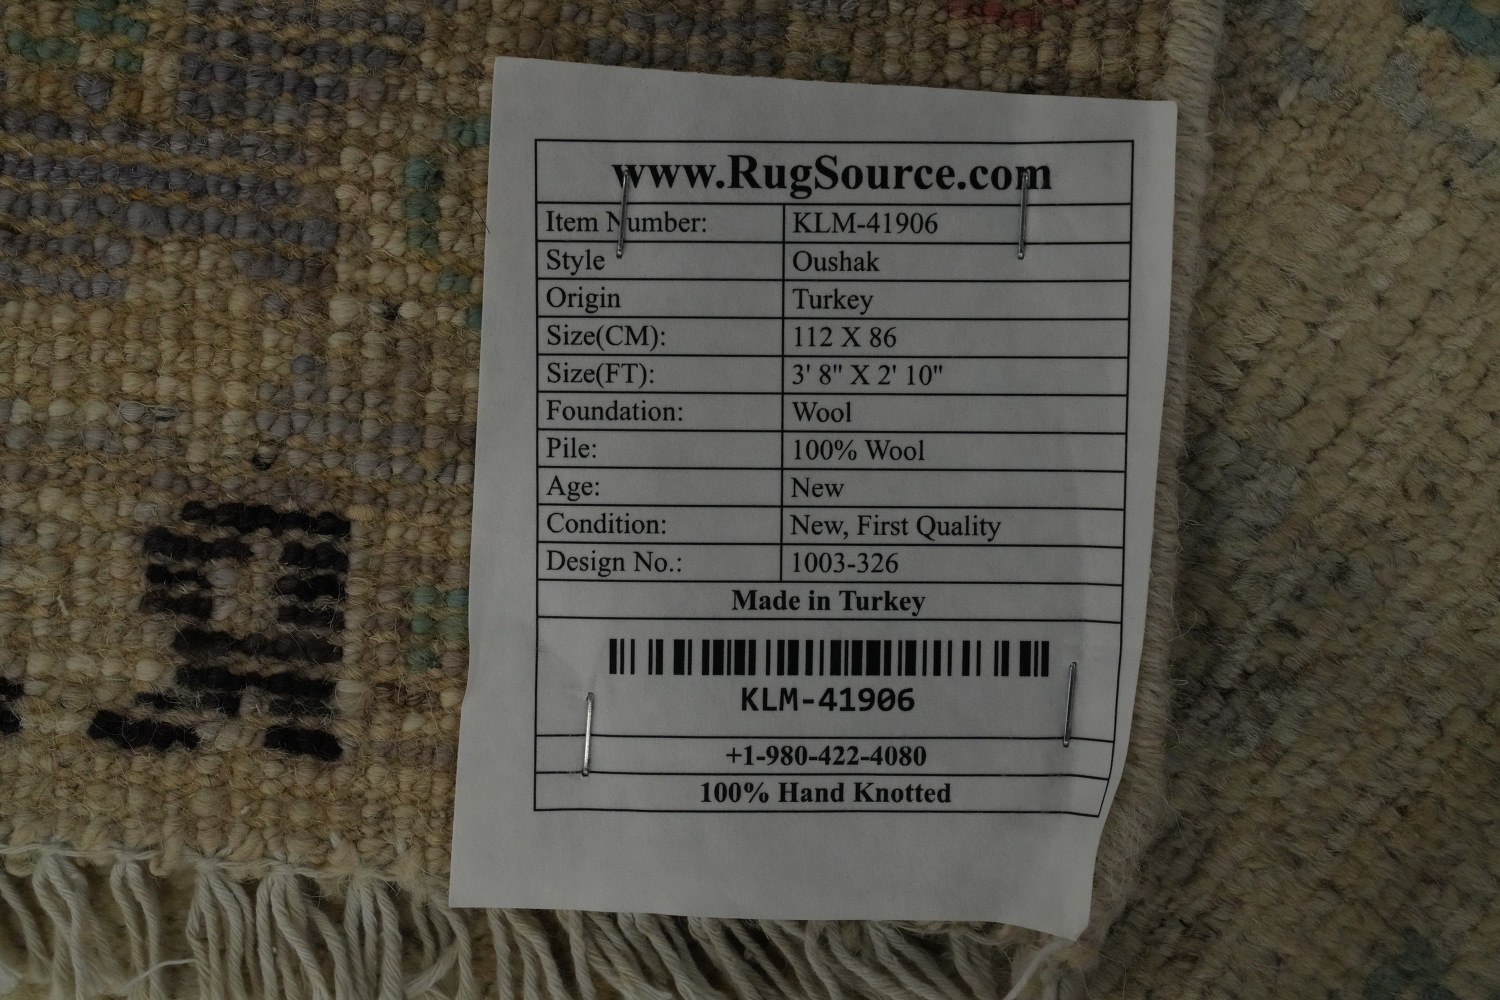 www.RugSource.com
Item Number: KLM-41906
Style Oushak
Origin Turkey
Size(CM): 112 X 86
Size(FT): 3' 8" X 2' 10"
Foundation: Wool
Pile: 100% Wool
Age: New
Condition: New, First Quality
Design No.: 1003-326
Made in Turkey
KLM-41906
+1-980-422-4080
100% Hand Knotted